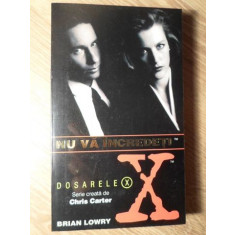 NU VĂ ÎNCREDEȚI
DOSARELE X
Serie creată de
Chris Carter
X
BRIAN LOWRY